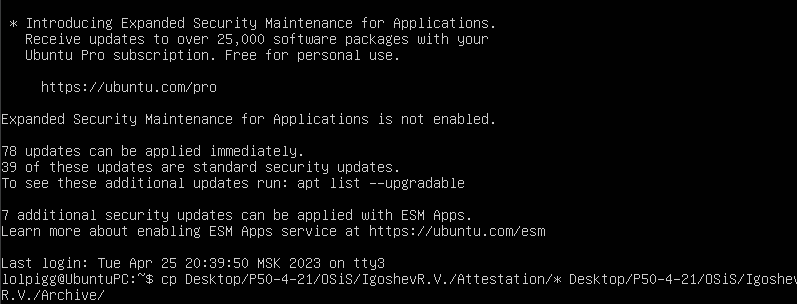 * Introducing Expanded Security Maintenance for Applications.
Receive updates to over 25,000 software packages with your
Ubuntu Pro subscription. Free for personal use.
https://ubuntu.com/pro
Expanded Security Maintenance for Applications is not enabled.
78 updates can be applied immediately.
39 of these updates are standard security updates.
To see these additional updates run: apt list --upgradable
7 additional security updates can be applied with ESM Apps.
Learn more about enabling ESM Apps service at https://ubuntu.com/esm
Last login: Tue Apr 25 20:39:50 MSK 2023 on tty3
lolpigg@UbuntuPC:~$ cp Desktop/P50-4-21/OSiS/IgoshevR.V./Attestation/* Desktop/P50-4-21/OSiS/Igoshev
R.V./Archive/